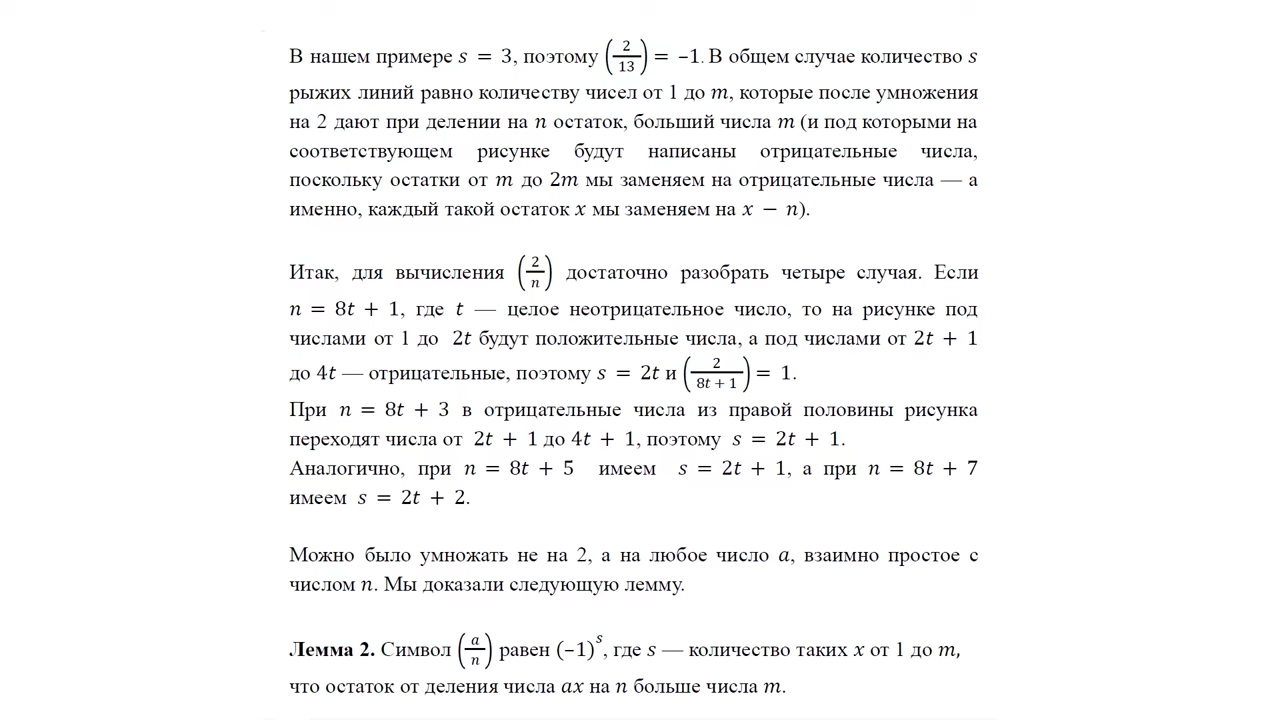 В нашем примере s = 3, поэтому (2/13) = –1. В общем случае количество s
рыжих линий равно количеству чисел от 1 до m, которые после умножения
на 2 дают при делении на n остаток, больший числа m (и под которыми на
соответствующем рисунке будут написаны отрицательные числа,
поскольку остатки от m до 2m мы заменяем на отрицательные числа — а
именно, каждый такой остаток x мы заменяем на x − n).
Итак, для вычисления (2/n) достаточно разобрать четыре случая. Если
n = 8t + 1, где t — целое неотрицательное число, то на рисунке под
числами от 1 до 2t будут положительные числа, а под числами от 2t + 1
до 4t — отрицательные, поэтому s = 2t и (2/(8t + 1)) = 1.
При n = 8t + 3 в отрицательные числа из правой половины рисунка
переходят числа от 2t + 1 до 4t + 1, поэтому s = 2t + 1.
Аналогично, при n = 8t + 5 имеем s = 2t + 1, а при n = 8t + 7
имеем s = 2t + 2.
Можно было умножать не на 2, а на любое число a, взаимно простое с
числом n. Мы доказали следующую лемму.
Лемма 2. Символ (a/n) равен (–1)^s, где s — количество таких x от 1 до m,
что остаток от деления числа ax на n больше числа m.